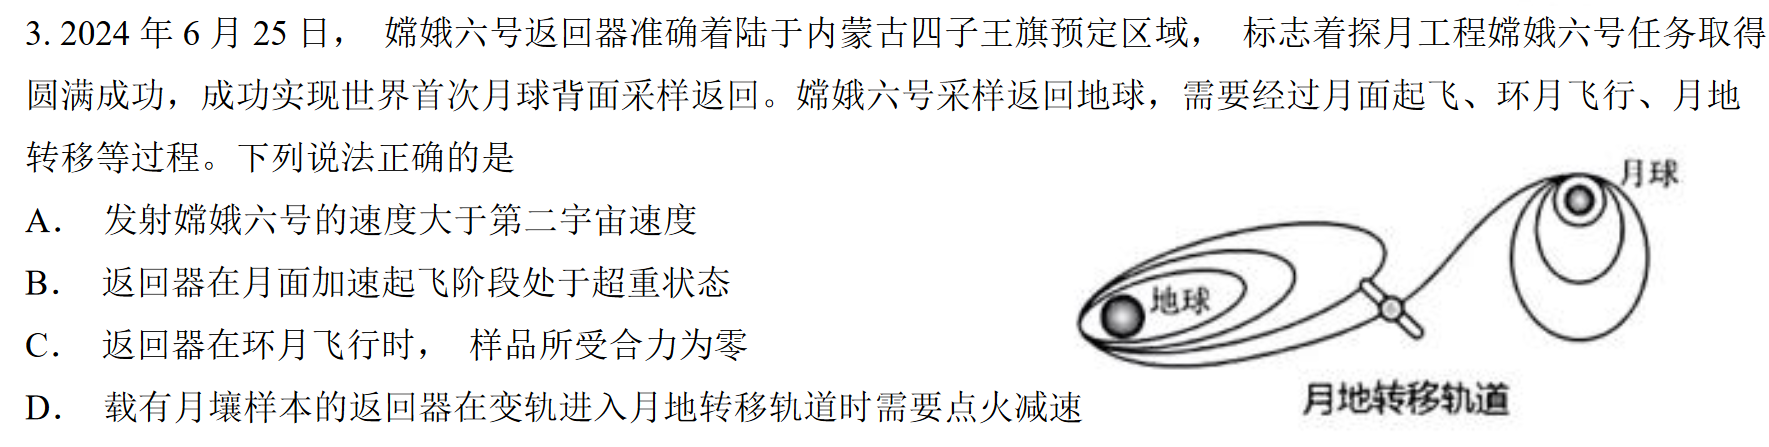 3. 2024 年 6 月 25 日， 嫦娥六号返回器准确着陆于内蒙古四子王旗预定区域， 标志着探月工程嫦娥六号任务取得
圆满成功，成功实现世界首次月球背面采样返回。嫦娥六号采样返回地球，需要经过月面起飞、环月飞行、月地
转移等过程。下列说法正确的是
A． 发射嫦娥六号的速度大于第二宇宙速度
B． 返回器在月面加速起飞阶段处于超重状态
C． 返回器在环月飞行时， 样品所受合力为零
D． 载有月壤样本的返回器在变轨进入月地转移轨道时需要点火减速
月球
地球
月地转移轨道